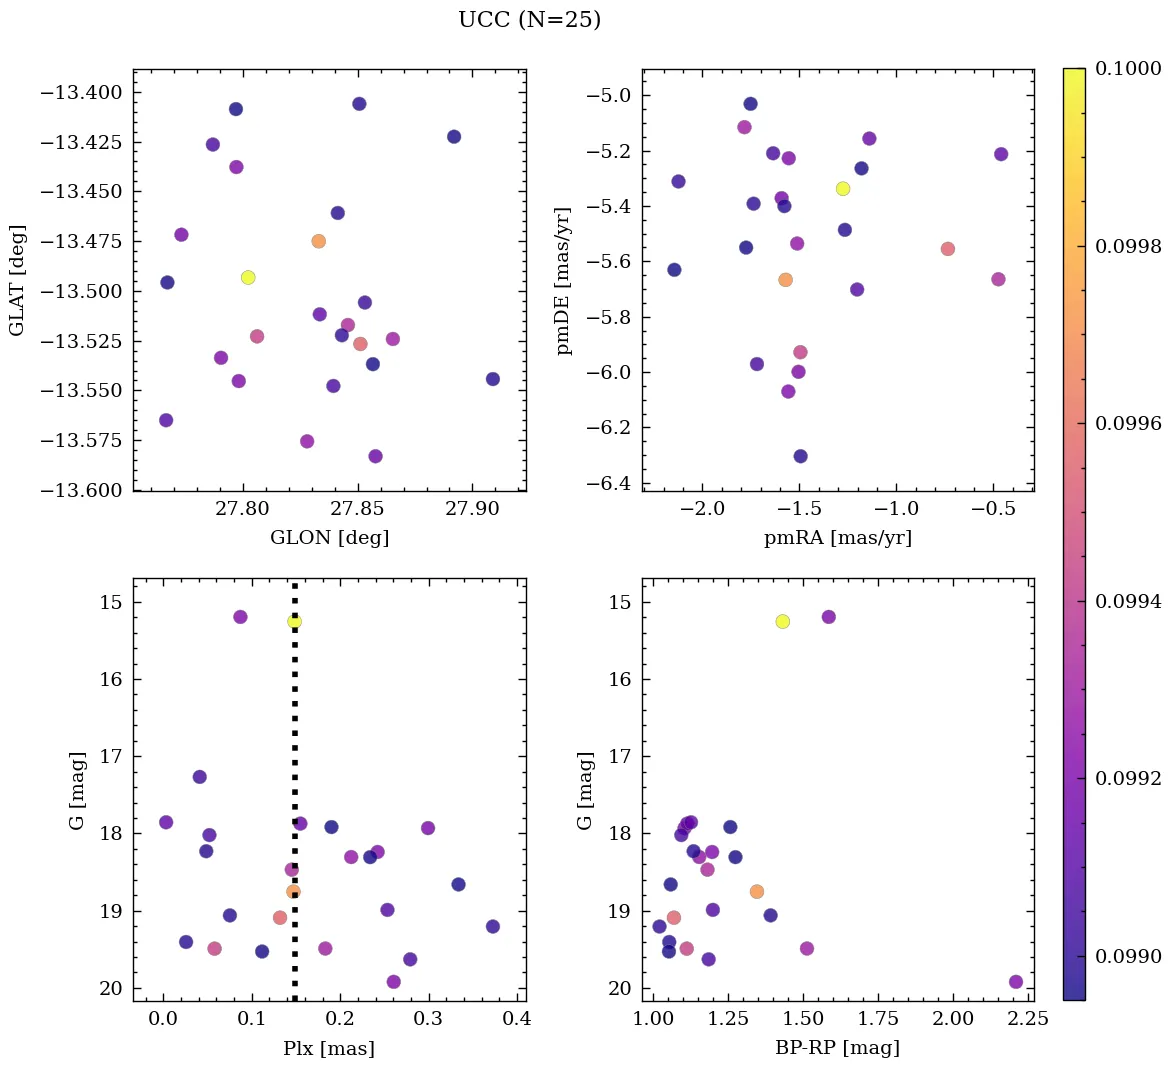 UCC (N=25)
−13.400
−13.425
−13.450
−13.475
−13.500
−13.525
−13.550
−13.575
−13.600
GLAT [deg]
27.80 27.85 27.90
GLON [deg]
−5.0
−5.2
−5.4
−5.6
−5.8
−6.0
−6.2
−6.4
pmDE [mas/yr]
−2.0 −1.5 −1.0 −0.5
pmRA [mas/yr]
0.1000
0.0998
0.0996
0.0994
0.0992
0.0990
15
16
17
18
19
20
G [mag]
0.0 0.1 0.2 0.3 0.4
Plx [mas]
15
16
17
18
19
20
G [mag]
1.00 1.25 1.50 1.75 2.00 2.25
BP-RP [mag]